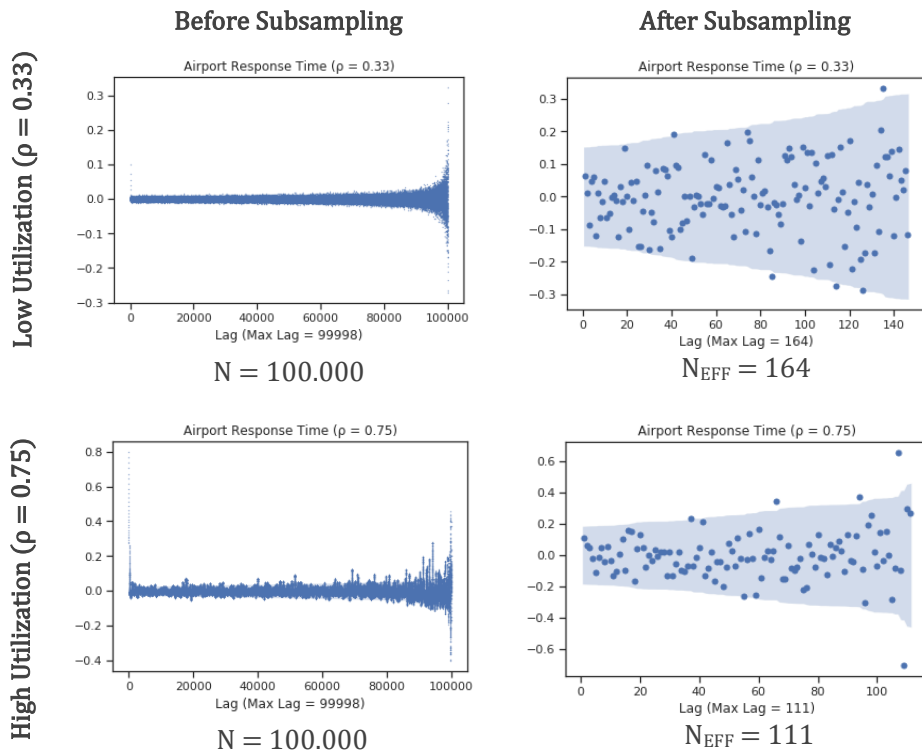 Before Subsampling
After Subsampling
Low Utilization (ρ = 0.33)
Airport Response Time (ρ = 0.33)
0.3
0.2
0.1
0.0
−0.1
−0.2
−0.3
0 20000 40000 60000 80000 100000
Lag (Max Lag = 99998)
N = 100.000
Airport Response Time (ρ = 0.33)
0.3
0.2
0.1
0.0
−0.1
−0.2
−0.3
0 20 40 60 80 100 120 140
Lag (Max Lag = 164)
NEFF = 164
High Utilization (ρ = 0.75)
Airport Response Time (ρ = 0.75)
0.8
0.6
0.4
0.2
0.0
−0.2
−0.4
0 20000 40000 60000 80000 100000
Lag (Max Lag = 99998)
N = 100.000
Airport Response Time (ρ = 0.75)
0.6
0.4
0.2
0.0
−0.2
−0.4
−0.6
0 20 40 60 80 100
Lag (Max Lag = 111)
NEFF = 111